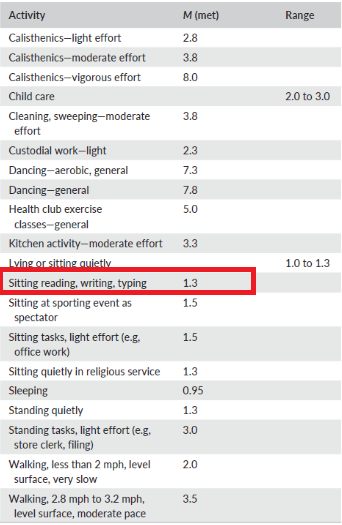 Activity M (met) Range
Calisthenics—light effort 2.8
Calisthenics—moderate effort 3.8
Calisthenics—vigorous effort 8.0
Child care 2.0 to 3.0
Cleaning, sweeping—moderate 3.8
effort
Custodial work—light 2.3
Dancing—aerobic, general 7.3
Dancing—general 7.8
Health club exercise 5.0
classes—general
Kitchen activity—moderate effort 3.3
Lying or sitting quietly 1.0 to 1.3
Sitting reading, writing, typing 1.3
Sitting at sporting event as 1.5
spectator
Sitting tasks, light effort (e.g, 1.5
office work)
Sitting quietly in religious service 1.3
Sleeping 0.95
Standing quietly 1.3
Standing tasks, light effort (e.g, 3.0
store clerk, filing)
Walking, less than 2 mph, level 2.0
surface, very slow
Walking, 2.8 mph to 3.2 mph, 3.5
level surface, moderate pace